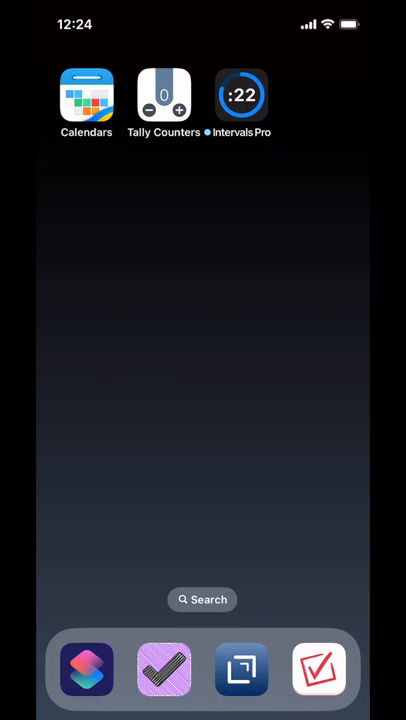 12:24
0
:22
Calendars
Tally Counters
Intervals Pro
Search